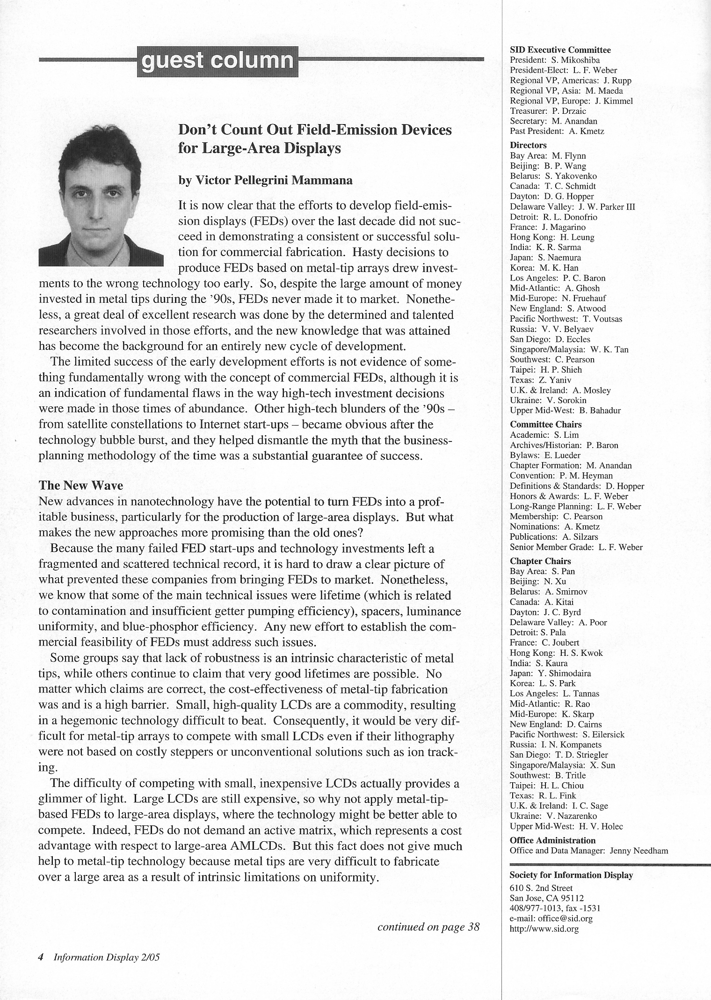 guest column
Don't Count Out Field-Emission Devices
for Large-Area Displays
by Victor Pellegrini Mammana
It is now clear that the efforts to develop field-emis-
sion displays (FEDs) over the last decade did not suc-
ceed in demonstrating a consistent or successful solu-
tion for commercial fabrication.  Hasty decisions to
produce FEDs based on metal-tip arrays drew invest-
ments to the wrong technology too early.  So, despite the large amount of money
invested in metal tips during the '90s, FEDs never made it to market.  Nonethe-
less, a great deal of excellent research was done by the determined and talented
researchers involved in those efforts, and the new knowledge that was attained
has become the background for an entirely new cycle of development.
The limited success of the early development efforts is not evidence of some-
thing fundamentally wrong with the concept of commercial FEDs, although it is
an indication of fundamental flaws in the way high-tech investment decisions
were made in those times of abundance.  Other high-tech blunders of the '90s –
from satellite constellations to Internet start-ups – became obvious after the
technology bubble burst, and they helped dismantle the myth that the business-
planning methodology of the time was a substantial guarantee of success.
The New Wave
New advances in nanotechnology have the potential to turn FEDs into a prof-
itable business, particularly for the production of large-area displays.  But what
makes the new approaches more promising than the old ones?
Because the many failed FED start-ups and technology investments left a
fragmented and scattered technical record, it is hard to draw a clear picture of
what prevented these companies from bringing FEDs to market.  Nonetheless,
we know that some of the main technical issues were lifetime (which is related
to contamination and insufficient getter pumping efficiency), spacers, luminance
uniformity, and blue-phosphor efficiency.  Any new effort to establish the com-
mercial feasibility of FEDs must address such issues.
Some groups say that lack of robustness is an intrinsic characteristic of metal
tips, while others continue to claim that very good lifetimes are possible.  No
matter which claims are correct, the cost-effectiveness of metal-tip fabrication
was and is a high barrier.  Small, high-quality LCDs are a commodity, resulting
in a hegemonic technology difficult to beat.  Consequently, it would be very dif-
ficult for metal-tip arrays to compete with small LCDs even if their lithography
were not based on costly steppers or unconventional solutions such as ion track-
ing.
The difficulty of competing with small, inexpensive LCDs actually provides a
glimmer of light.  Large LCDs are still expensive, so why not apply metal-tip-
based FEDs to large-area displays, where the technology might be better able to
compete.  Indeed, FEDs do not demand an active matrix, which represents a cost
advantage with respect to large-area AMLCDs.  But this fact does not give much
help to metal-tip technology because metal tips are very difficult to fabricate
over a large area as a result of intrinsic limitations on uniformity.
continued on page 38
4 Information Display 2/05
SID Executive Committee
President:  S. Mikoshiba
President-Elect:  L. F. Weber
Regional VP, Americas:  J. Rupp
Regional VP, Asia:  M. Maeda
Regional VP, Europe:  J. Kimmel
Treasurer:  P. Drzaic
Secretary:  M. Anandan
Past President:  A. Kmetz
Directors
Bay Area:  M. Flynn
Beijing:  B. P. Wang
Belarus:  S. Yakovenko
Canada:  T. C. Schmidt
Dayton:  D. G. Hopper
Delaware Valley:  J. W. Parker III
Detroit:  R. L. Donofrio
France:  J. Magarino
Hong Kong:  H. Leung
India:  K. R. Sarma
Japan:  S. Naemura
Korea:  M. K. Han
Los Angeles:  P. C. Baron
Mid-Atlantic:  A. Ghosh
Mid-Europe:  N. Fruehauf
New England:  S. Atwood
Pacific Northwest:  T. Voutsas
Russia:  V. V. Belyaev
San Diego:  D. Eccles
Singapore/Malaysia:  W. K. Tan
Southwest:  C. Pearson
Taipei:  H. P. Shieh
Texas:  Z. Yaniv
U.K. & Ireland:  A. Mosley
Ukraine:  V. Sorokin
Upper Mid-West:  B. Bahadur
Committee Chairs
Academic:  S. Lim
Archives/Historian:  P. Baron
Bylaws:  E. Lueder
Chapter Formation:  M. Anandan
Convention:  P. M. Heyman
Definitions & Standards:  D. Hopper
Honors & Awards:  L. F. Weber
Long-Range Planning:  L. F. Weber
Membership:  C. Pearson
Nominations:  A. Kmetz
Publications:  A. Silzars
Senior Member Grade:  L. F. Weber
Chapter Chairs
Bay Area:  S. Pan
Beijing:  N. Xu
Belarus:  A. Smirnov
Canada:  A. Kitai
Dayton:  J. C. Byrd
Delaware Valley:  A. Poor
Detroit: S. Pala
France:  C. Joubert
Hong Kong:  H. S. Kwok
India:  S. Kaura
Japan:  Y. Shimodaira
Korea:  L. S. Park
Los Angeles:  L. Tannas
Mid-Atlantic:  R. Rao
Mid-Europe:  K. Skarp
New England:  D. Cairns
Pacific Northwest:  S. Eilersick
Russia:  I. N. Kompanets
San Diego:  T. D. Striegler
Singapore/Malaysia:  X. Sun
Southwest:  B. Tritle
Taipei:  H. L. Chiou
Texas:  R. L. Fink
U.K. & Ireland:  I. C. Sage
Ukraine:  V. Nazarenko
Upper Mid-West:  H. V. Holec
Office Administration
Office and Data Manager:  Jenny Needham
Society for Information Display
610 S. 2nd Street
San Jose, CA 95112
408/977-1013, fax -1531
e-mail: office@sid.org
http://www.sid.org